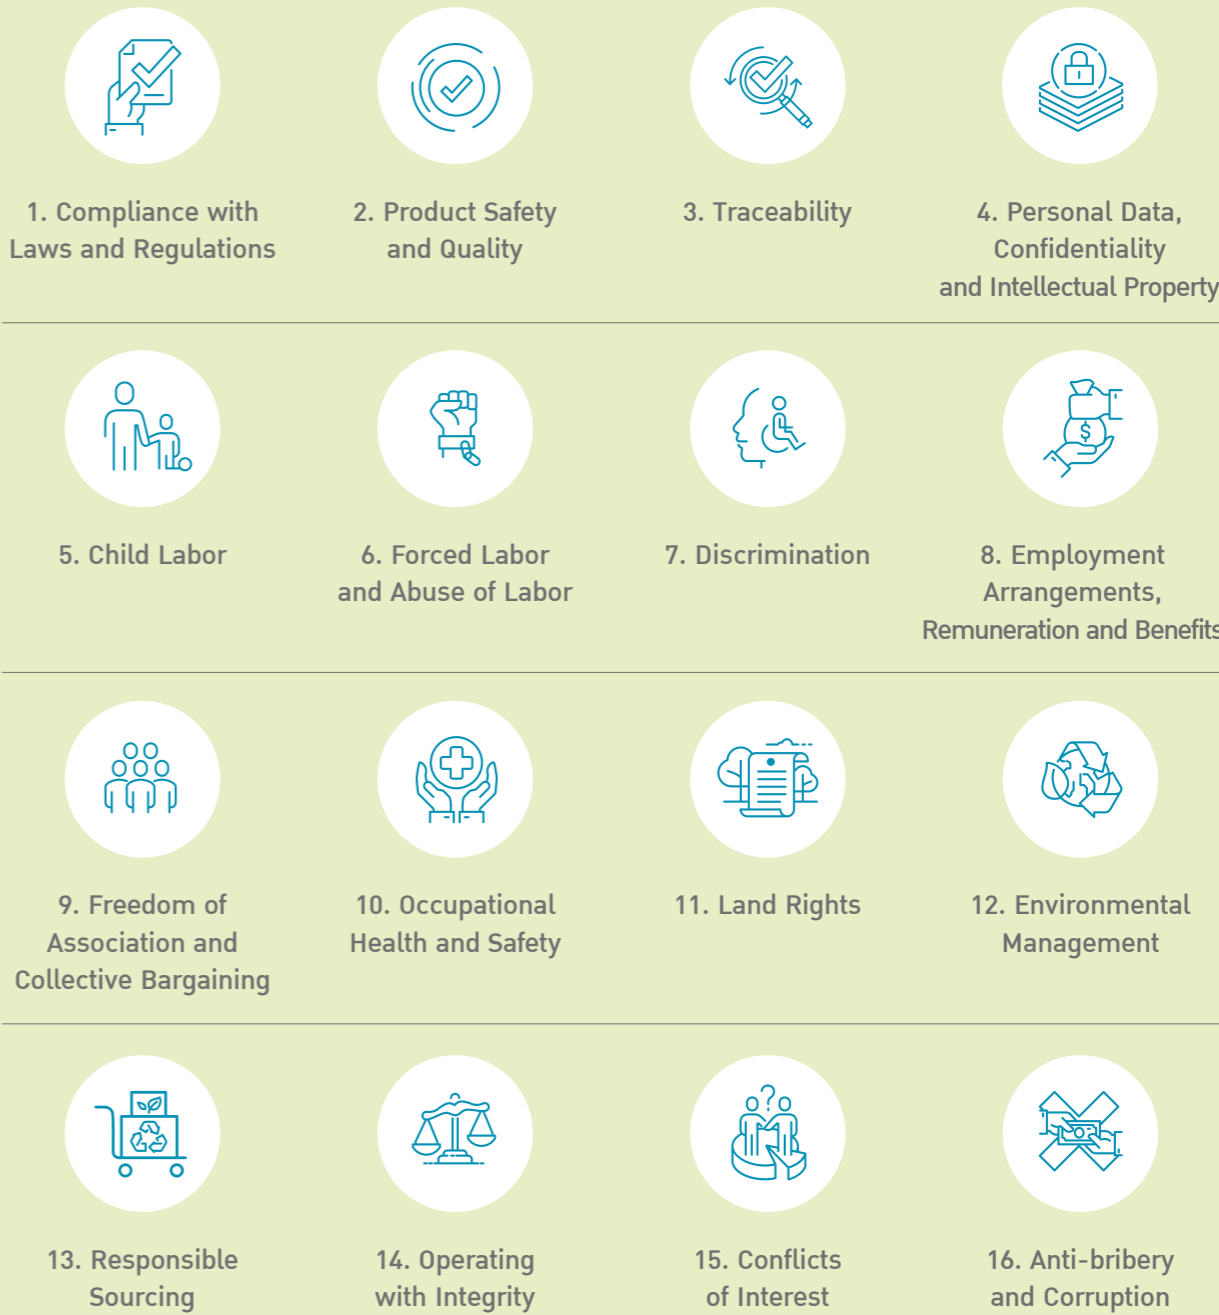 1. Compliance with
Laws and Regulations
2. Product Safety
and Quality
3. Traceability
4. Personal Data,
Confidentiality
and Intellectual Property
5. Child Labor
6. Forced Labor
and Abuse of Labor
7. Discrimination
8. Employment
Arrangements,
Remuneration and Benefits
$
9. Freedom of
Association and
Collective Bargaining
10. Occupational
Health and Safety
11. Land Rights
12. Environmental
Management
13. Responsible
Sourcing
14. Operating
with Integrity
?
15. Conflicts
of Interest
16. Anti-bribery
and Corruption